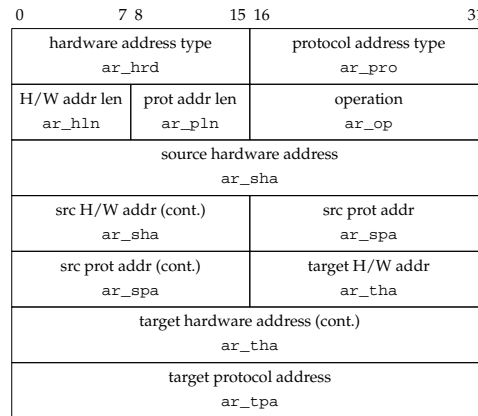 0 7 8 15 16 31
hardware address type protocol address type
ar_hrd ar_pro
H/W addr len prot addr len operation
ar_hln ar_pln ar_op
source hardware address
ar_sha
src H/W addr (cont.) src prot addr
ar_sha ar_spa
src prot addr (cont.) target H/W addr
ar_spa ar_tha
target hardware address (cont.)
ar_tha
target protocol address
ar_tpa